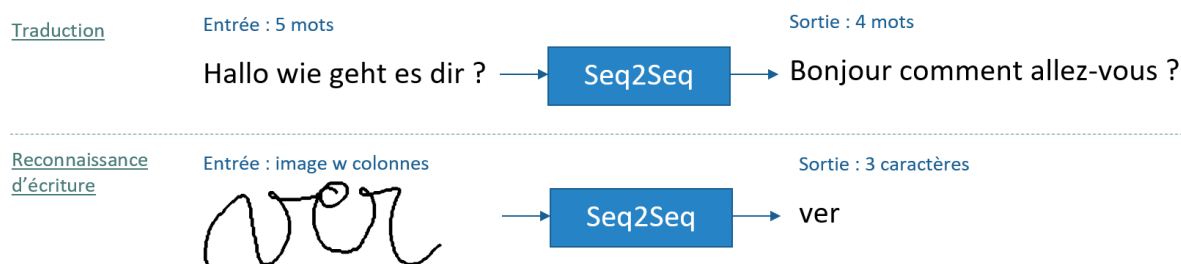 Traduction
Entrée : 5 mots
Sortie : 4 mots
Hallo wie geht es dir ?
Seq2Seq
Bonjour comment allez-vous ?
Reconnaissance
d'écriture
Entrée : image w colonnes
Sortie : 3 caractères
ver
Seq2Seq
ver